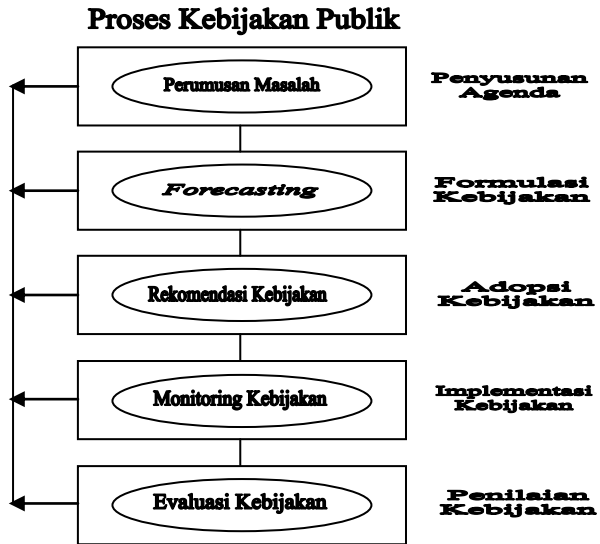 Proses Kebijakan Publik
Perumusan Masalah
Penyusunan
Agenda
Forecasting
Formulasi
Kebijakan
Rekomendasi Kebijakan
Adopsi
Kebijakan
Monitoring Kebijakan
Implementasi
Kebijakan
Evaluasi Kebijakan
Penilaian
Kebijakan